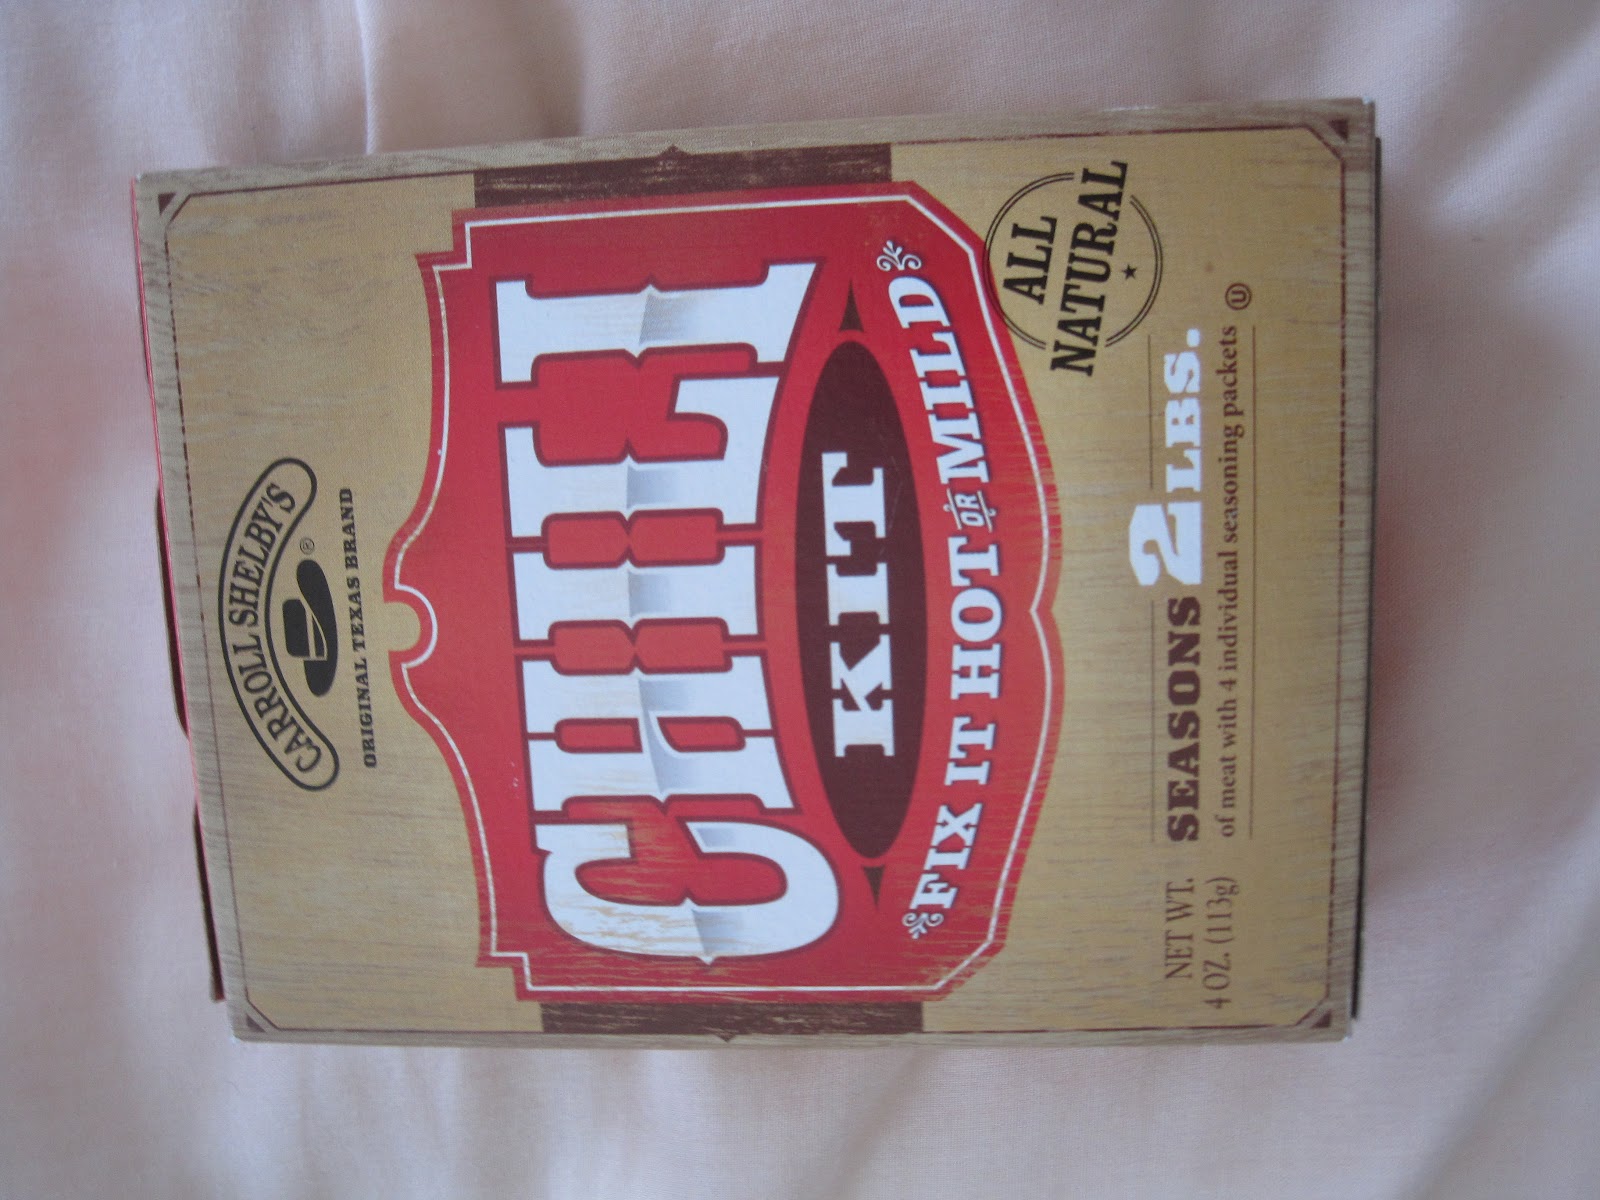 CARROLL SHELBY'S
®
ORIGINAL TEXAS BRAND
CHILI
KIT
FIX IT HOT OR MILD
ALL
NATURAL
NET WT.
4 OZ. (113g)
SEASONS 2 LBS.
of meat with 4 individual seasoning packets U